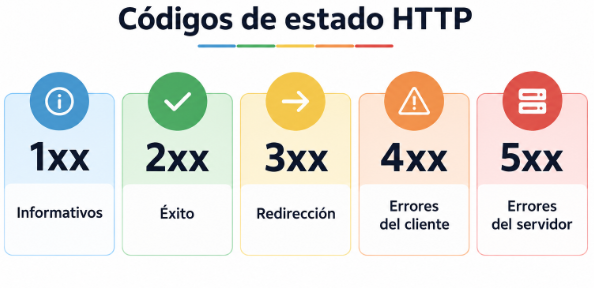 Códigos de estado HTTP
1xx
2xx
3xx
4xx
5xx
Informativos
Éxito
Redirección
Errores
del cliente
Errores
del servidor